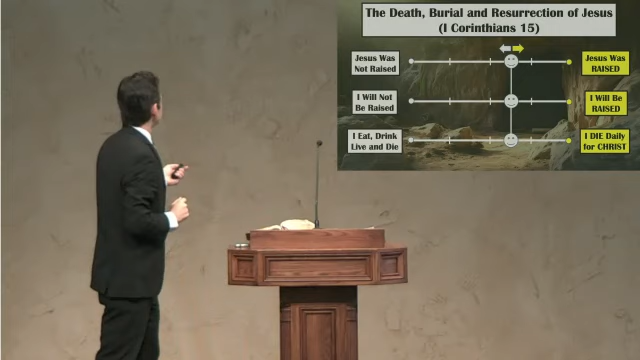 The Death, Burial and Resurrection of Jesus
(I Corinthians 15)
Jesus Was
Not Raised
Jesus Was
RAISED
I Will Not
Be Raised
I Will Be
RAISED
I Eat, Drink
Live and Die
I DIE Daily
for CHRIST